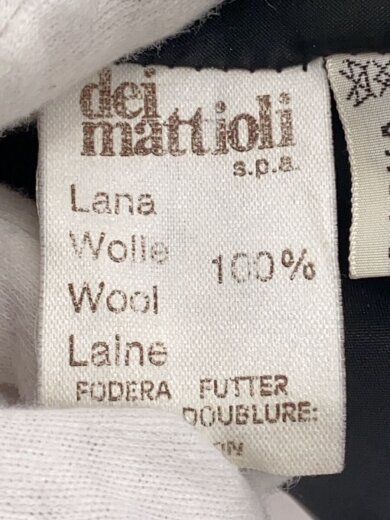 dei
mattioli
s.p.a.
Lana
Wolle
100%
Wool
Laine
FODERA FUTTER
DOUBLURE: